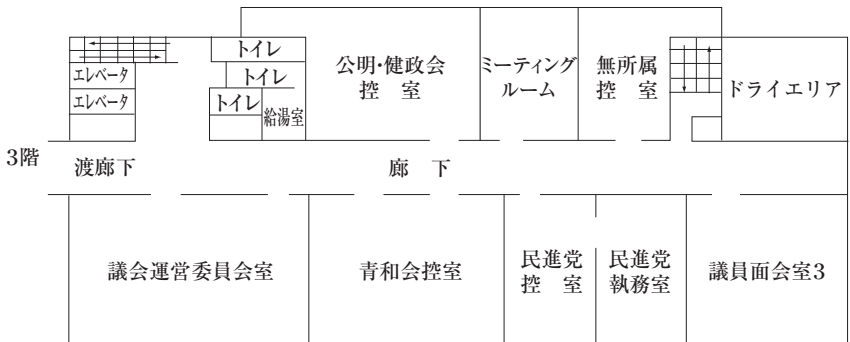 トイレ
エレベータ
トイレ
エレベータ
トイレ
給湯室
公明・健政会
控　室
ミーティング
ルーム
無所属
控　室
ドライエリア
3階
渡廊下
廊　下
議会運営委員会室
青和会控室
民進党
控　室
民進党
執務室
議員面会室3